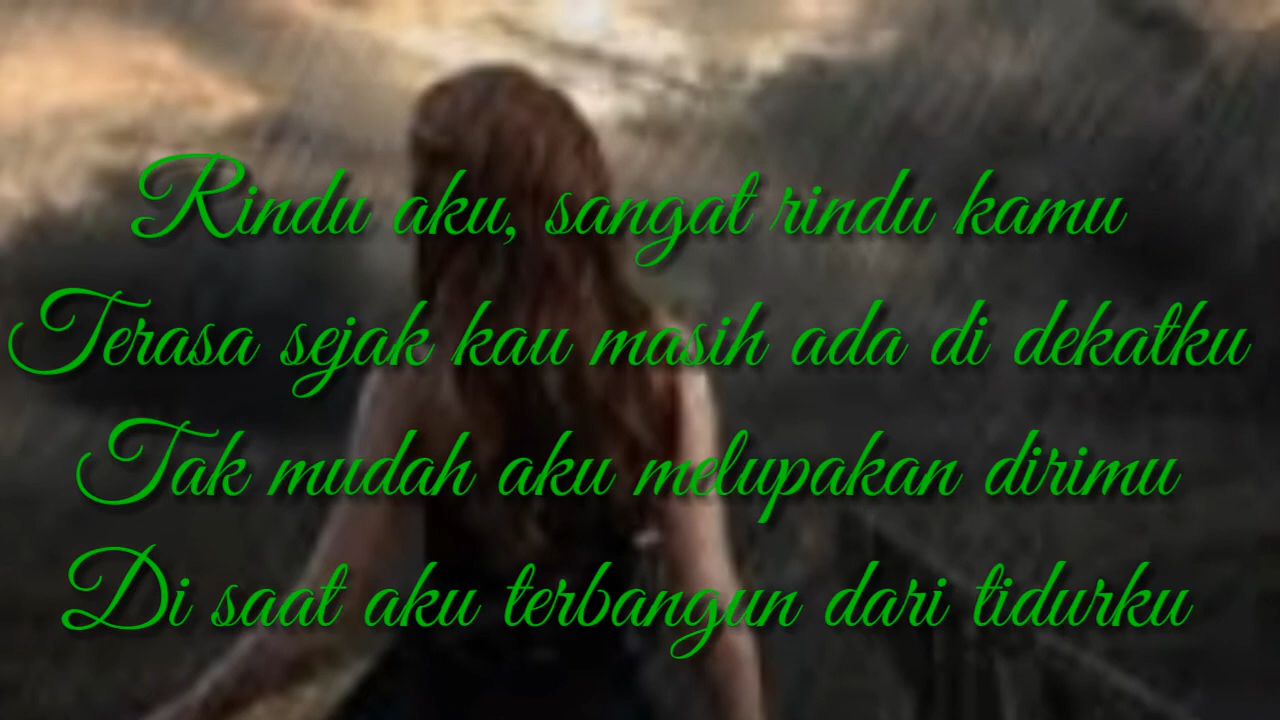 Rindu aku, sangat rindu kamu
Terasa sejak kau masih ada di dekatku
Tak mudah aku melupakan dirimu
Di saat aku terbangun dari tidurku